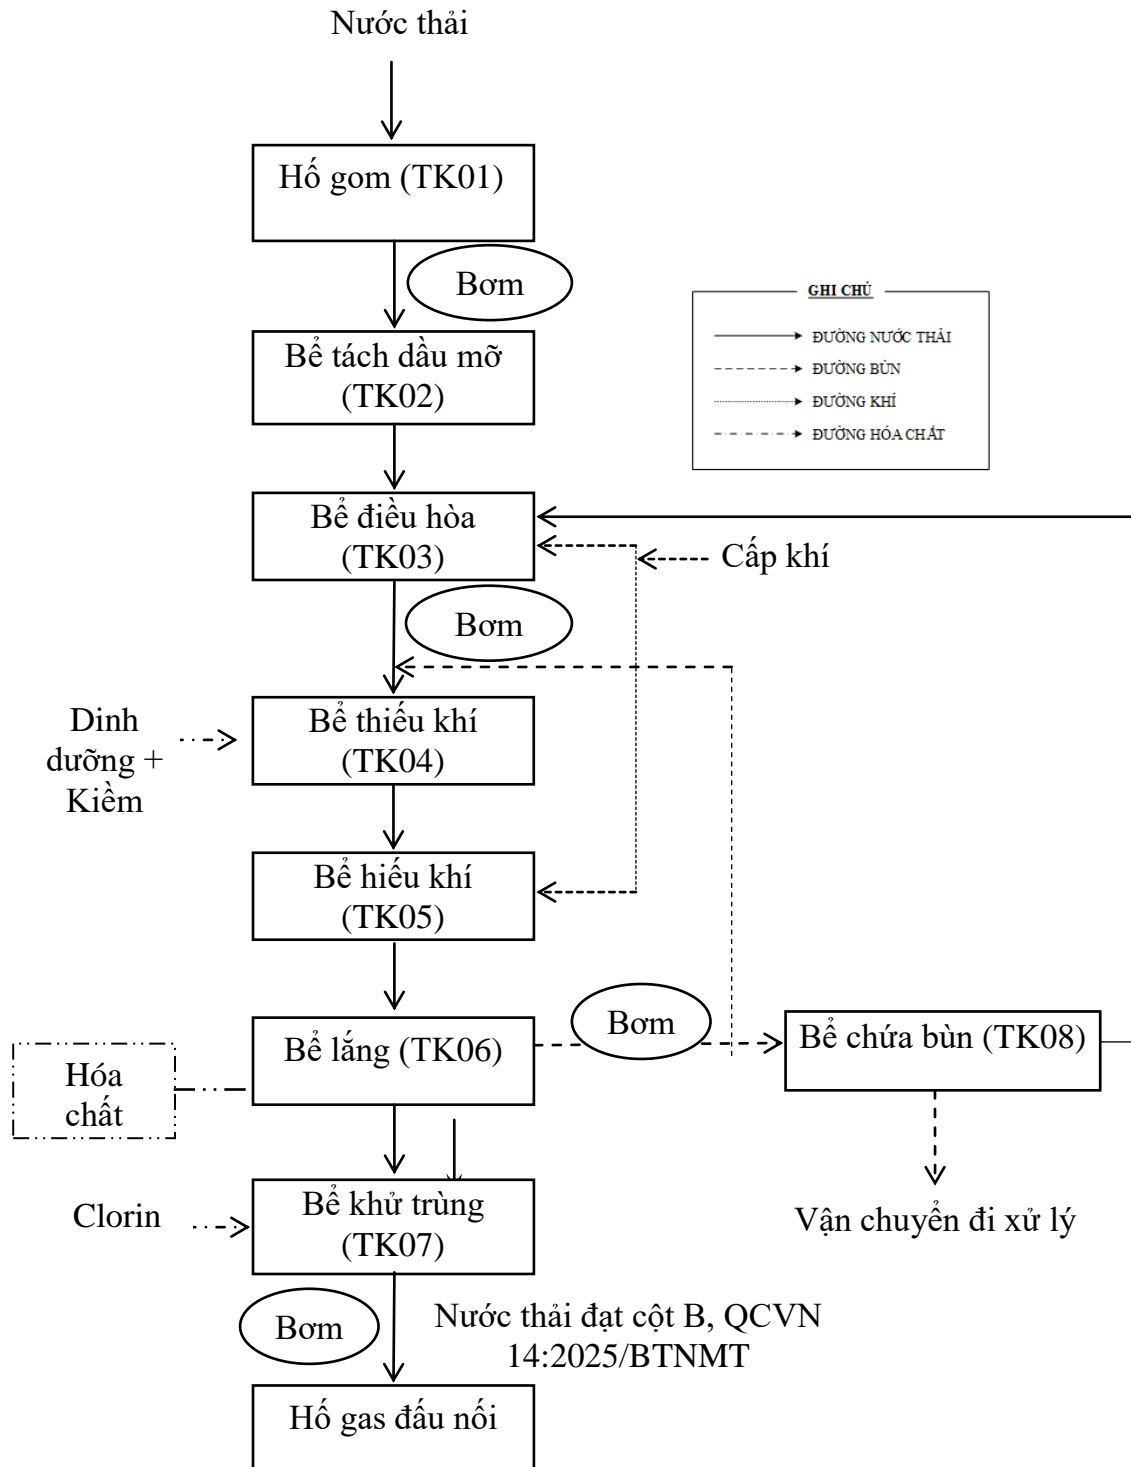 Nước thải
Hố gom (TK01)
Bơm
Bể tách dầu mỡ
(TK02)
GHI CHÚ
ĐƯỜNG NƯỚC THẢI
ĐƯỜNG BÙN
ĐƯỜNG KHÍ
ĐƯỜNG HÓA CHẤT
Bể điều hòa
(TK03)
Cấp khí
Bơm
Dinh
dưỡng +
Kiềm
Bể thiếu khí
(TK04)
Bể hiếu khí
(TK05)
Bể lắng (TK06)
Bơm
Bể chứa bùn (TK08)
Hóa
chất
Clorin
Bể khử trùng
(TK07)
Vận chuyển đi xử lý
Bơm
Nước thải đạt cột B, QCVN
14:2025/BTNMT
Hố gas đấu nối